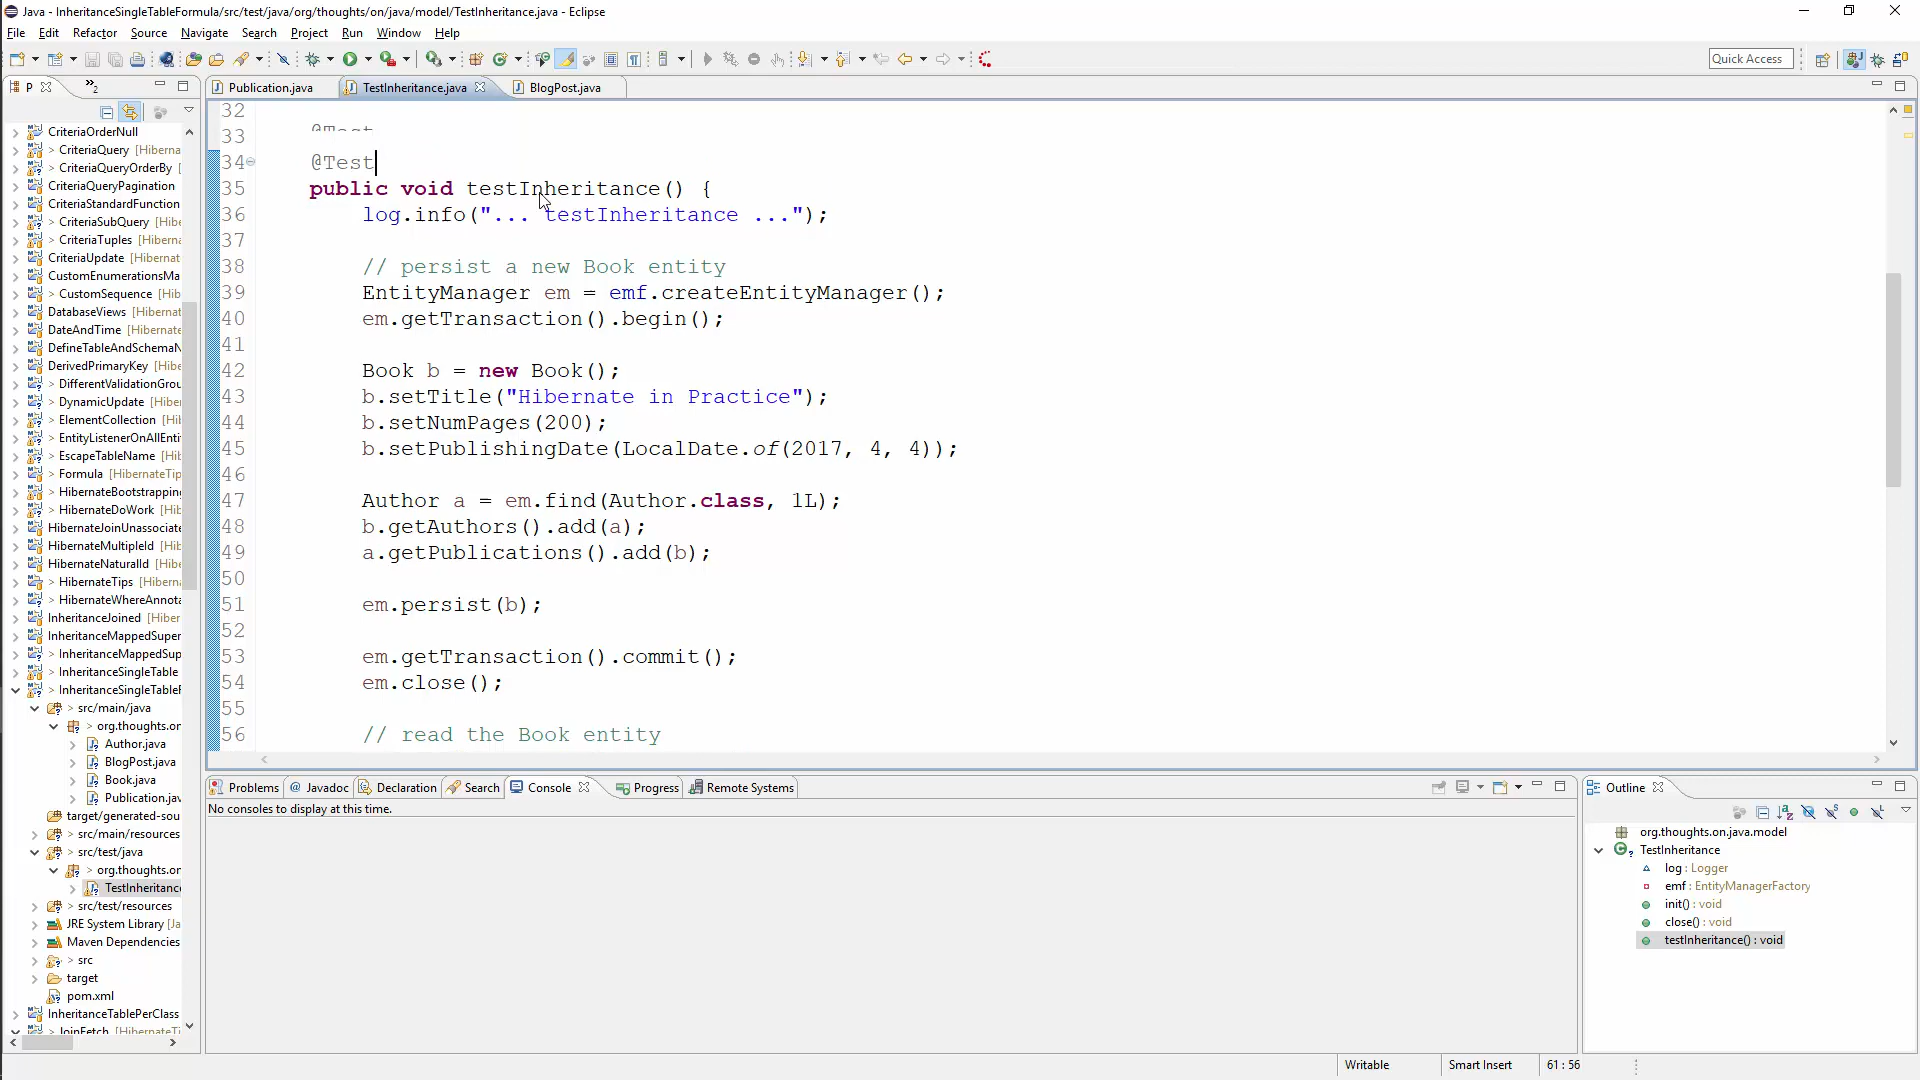 Java - InheritanceSingleTableFormula/src/test/java/org/thoughts/on/java/model/TestInheritance.java - Eclipse
File Edit Refactor Source Navigate Search Project Run Window Help
Quick Access
P
2
Publication.java
TestInheritance.java
BlogPost.java
CriteriaOrderNull
> CriteriaQuery [Hiberna
> CriteriaQueryOrderBy
CriteriaQueryPagination
CriteriaStandardFunction
> CriteriaSubQuery [Hiberna
> CriteriaTuples [Hiberna
CriteriaUpdate [Hiberna
CustomEnumerationsMa
> CustomSequence [Hib
DatabaseViews [Hiberna
DateAndTime [Hibernate
DefineTableAndSchemaN
DerivedPrimaryKey [Hibe
> DifferentValidationGrou
> DynamicUpdate [Hiber
> ElementCollection [Hib
> EntityListenerOnAllEnti
> EscapeTableName [Hib
> Formula [HibernateTip
> HibernateBootstrapping
> HibernateDoWork [Hib
HibernateJoinUnassociate
HibernateMultipleId [Hib
HibernateNaturalId [Hibe
> HibernateTips [Hiberna
> HibernateWhereAnnota
InheritanceJoined [Hiber
InheritanceMappedSuper
> InheritanceMappedSup
> InheritanceSingleTable
> InheritanceSingleTableF
> src/main/java
> org.thoughts.on
Author.java
> BlogPost.java
Book.java
> Publication.jav
target/generated-sou
> src/main/resources
> src/test/java
> org.thoughts.on
TestInheritance
> src/test/resources
JRE System Library [Ja
Maven Dependencies
> src
target
pom.xml
InheritanceTablePerClass
JoinFetch [HibernateTi
32
33 @Test
34 @Test
35 public void testInheritance() {
36 log.info("... testInheritance ...");
37
38 // persist a new Book entity
39 EntityManager em = emf.createEntityManager();
40 em.getTransaction().begin();
41
42 Book b = new Book();
43 b.setTitle("Hibernate in Practice");
44 b.setNumPages(200);
45 b.setPublishingDate(LocalDate.of(2017, 4, 4));
46
47 Author a = em.find(Author.class, 1L);
48 b.getAuthors().add(a);
49 a.getPublications().add(b);
50
51 em.persist(b);
52
53 em.getTransaction().commit();
54 em.close();
55
56 // read the Book entity
Problems @ Javadoc Declaration Search Console Progress Remote Systems
No consoles to display at this time.
Outline
org.thoughts.on.java.model
TestInheritance
log : Logger
emf : EntityManagerFactory
init() : void
close() : void
testInheritance() : void
Writable Smart Insert 61 : 56